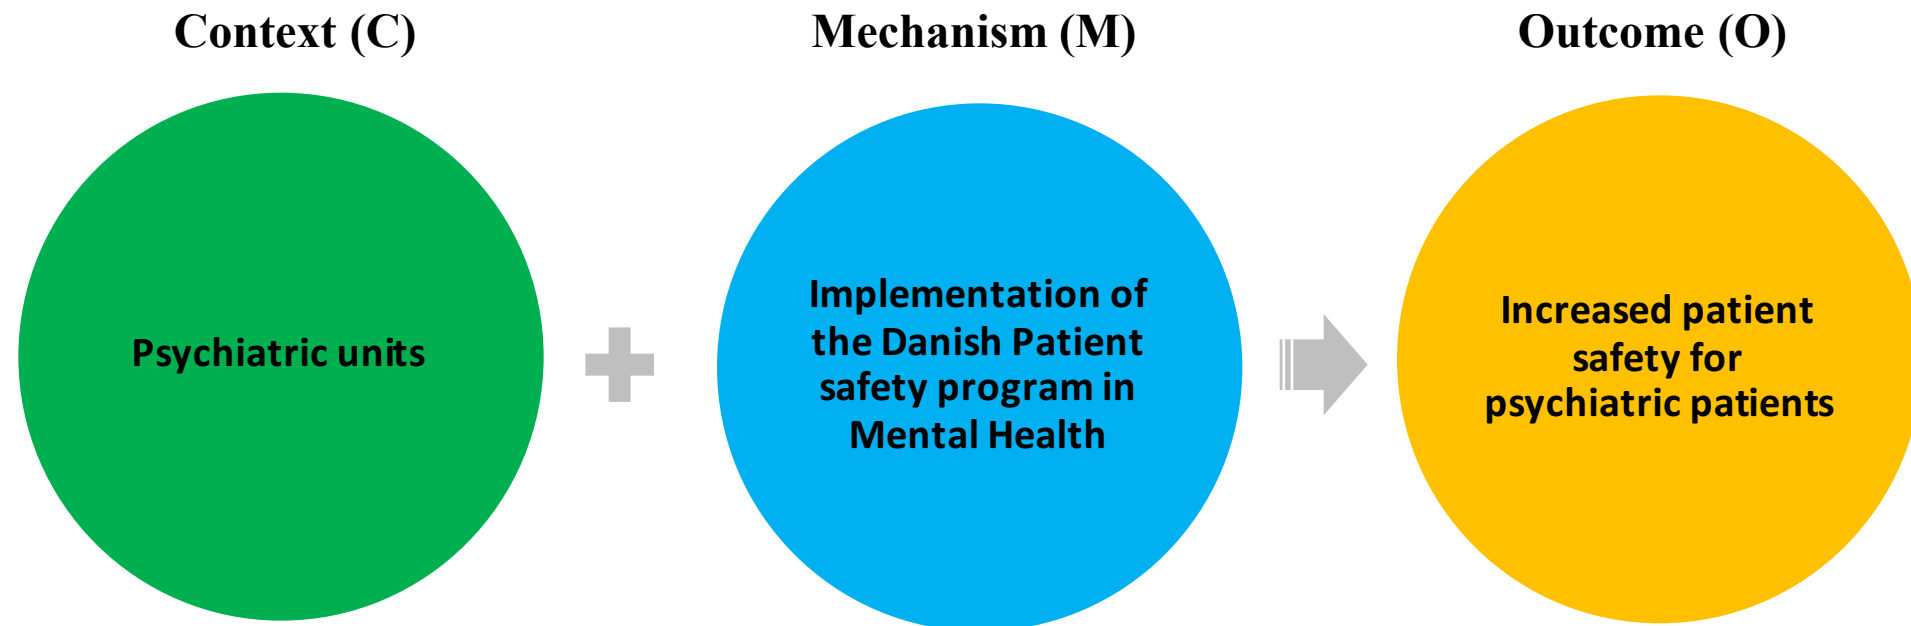 Context (C)
Mechanism (M)
Outcome (O)
Psychiatric units
Implementation of
the Danish Patient
safety program in
Mental Health
Increased patient
safety for
psychiatric patients